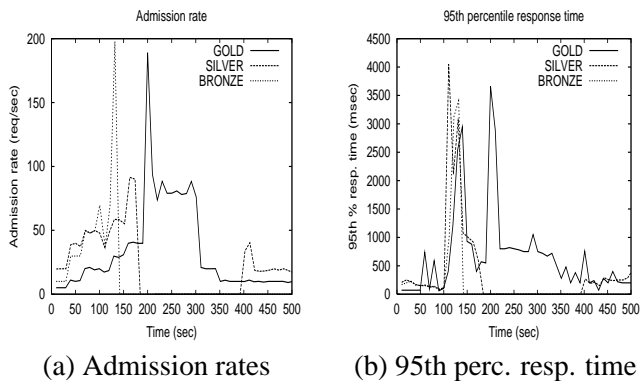 Admission rate
200
150
100
50
0
Admission rate (req/sec)
GOLD
SILVER
BRONZE
0 50 100 150 200 250 300 350 400 450 500
Time (sec)
(a) Admission rates
95th percentile response time
4500
4000
3500
3000
2500
2000
1500
1000
500
0
95th % resp. time (msec)
GOLD
SILVER
BRONZE
0 50 100 150 200 250 300 350 400 450 500
Time (sec)
(b) 95th perc. resp. time